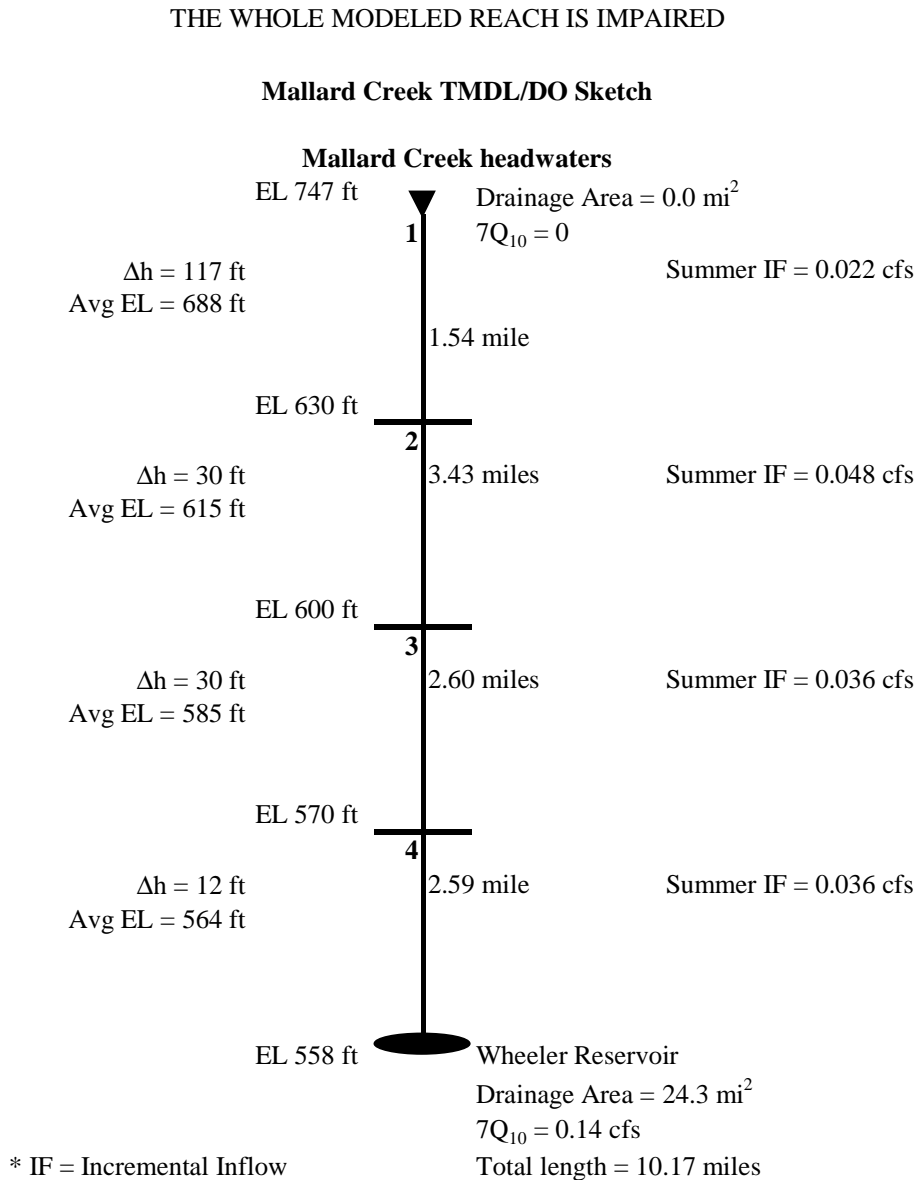 THE WHOLE MODELED REACH IS IMPAIRED
Mallard Creek TMDL/DO Sketch
Mallard Creek headwaters
EL 747 ft
Drainage Area = 0.0 mi²
1
7Q₁₀ = 0
Δh = 117 ft
Summer IF = 0.022 cfs
Avg EL = 688 ft
1.54 mile
EL 630 ft
2
Δh = 30 ft
3.43 miles
Summer IF = 0.048 cfs
Avg EL = 615 ft
EL 600 ft
3
Δh = 30 ft
2.60 miles
Summer IF = 0.036 cfs
Avg EL = 585 ft
EL 570 ft
4
Δh = 12 ft
2.59 mile
Summer IF = 0.036 cfs
Avg EL = 564 ft
EL 558 ft
Wheeler Reservoir
Drainage Area = 24.3 mi²
7Q₁₀ = 0.14 cfs
* IF = Incremental Inflow
Total length = 10.17 miles